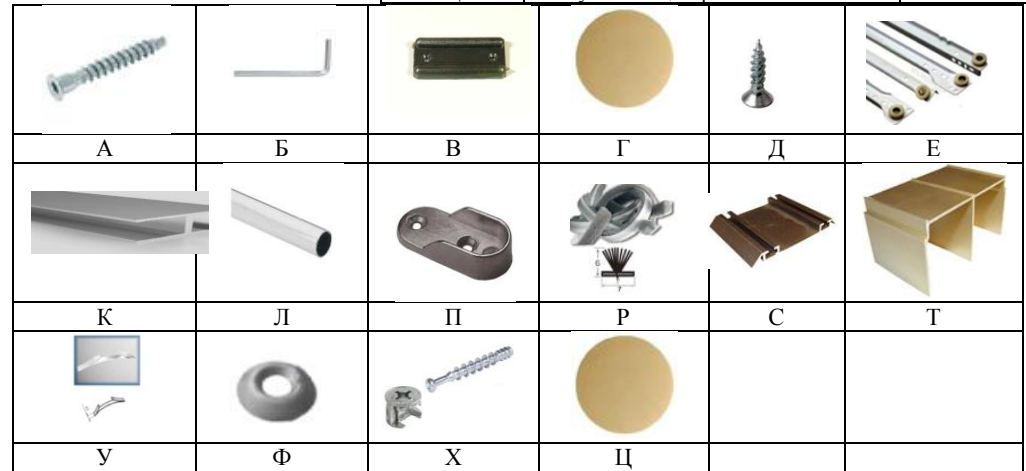 А Б В Г Д Е
К Л П Р С Т
У Ф Х Ц